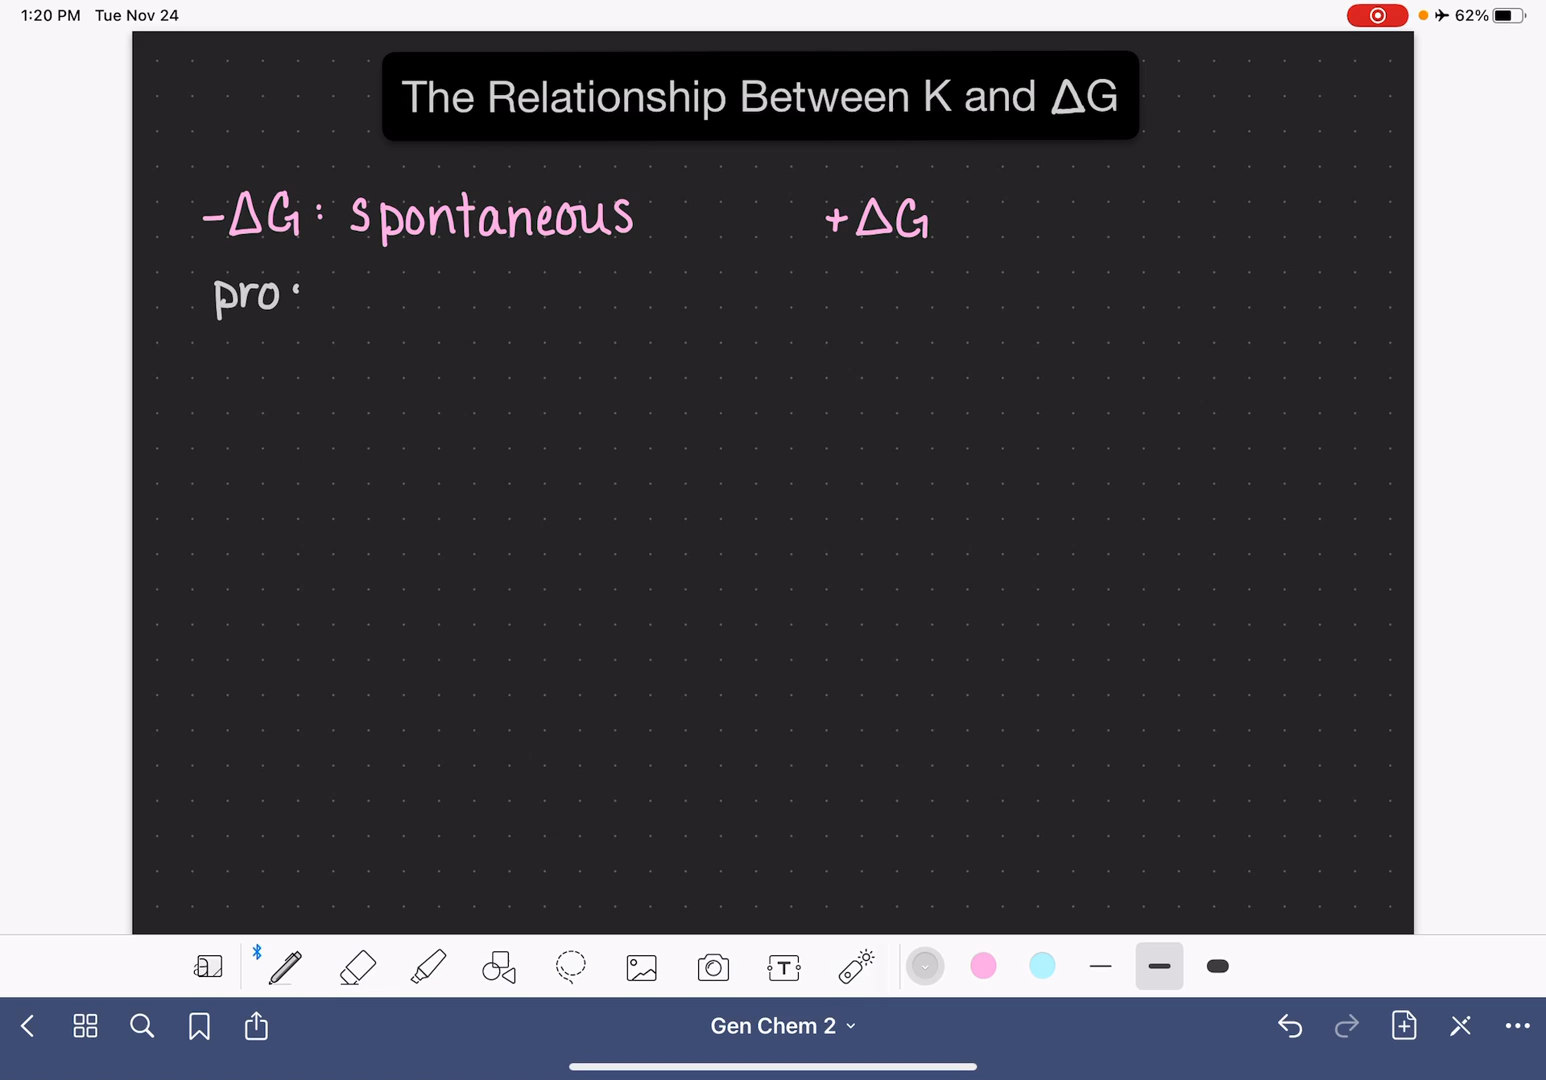 1:20 PM Tue Nov 24
62%
The Relationship Between K and ΔG
-ΔG: spontaneous +ΔG
pro
Gen Chem 2